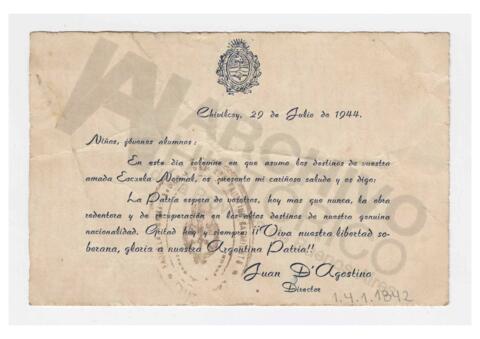 Chivilcoy, 29 de Julio de 1944.
Niños, jóvenes alumnos:
En este día solemne en que asumo los destinos de vuestra
amada Escuela Normal, os presento mi cariñoso saludo y os digo:
La Patria espera de vosotros, hoy mas que nunca, la obra
redentora y de recuperación en los altos destinos de nuestra genuina
nacionalidad. Gritad hoy y siempre: ¡¡Viva nuestra libertad so-
berana, gloria a nuestra Argentina Patria!!
Juan D'Agostino
Director
1.4.1.1842
ARCHIVO